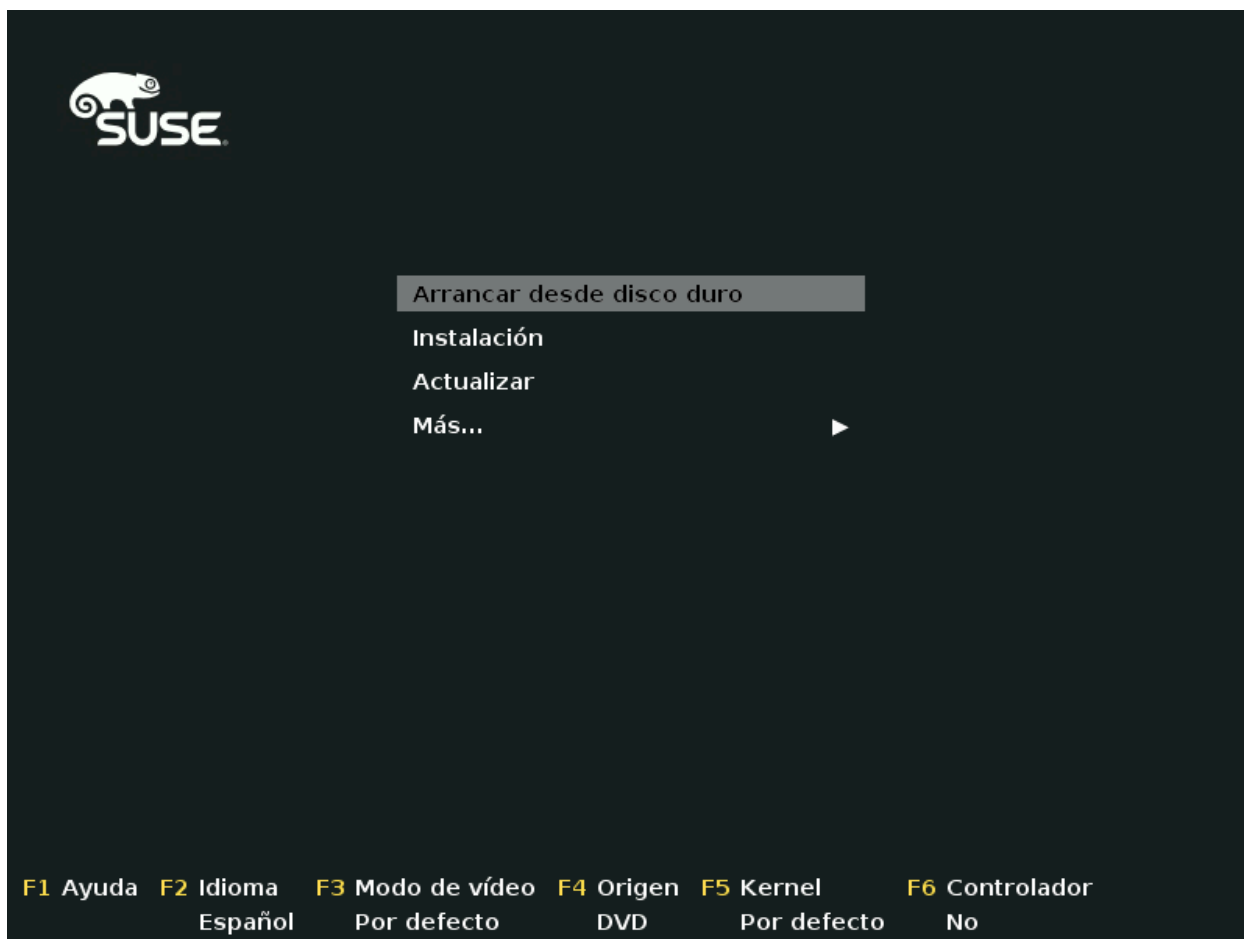 SUSE.
Arrancar desde disco duro
Instalación
Actualizar
Más...
F1 Ayuda F2 Idioma F3 Modo de vídeo F4 Origen F5 Kernel F6 Controlador
Español Por defecto DVD Por defecto No